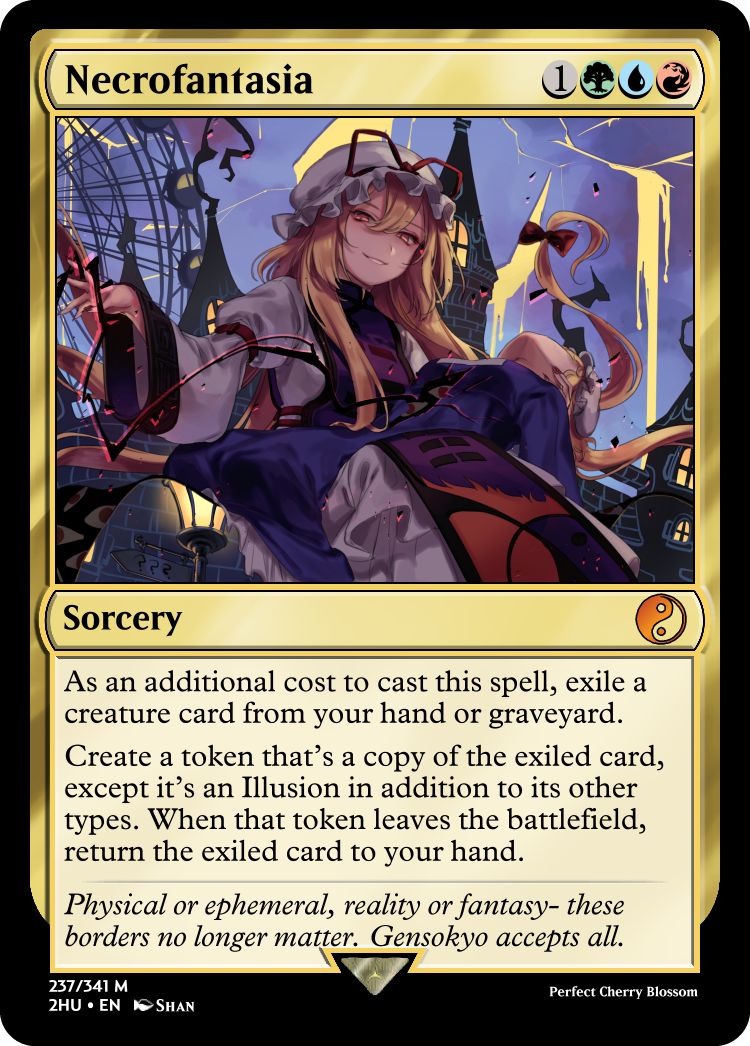 Necrofantasia
1
Sorcery
As an additional cost to cast this spell, exile a
creature card from your hand or graveyard.
Create a token that's a copy of the exiled card,
except it's an Illusion in addition to its other
types. When that token leaves the battlefield,
return the exiled card to your hand.
Physical or ephemeral, reality or fantasy- these
borders no longer matter. Gensokyo accepts all.
237/341 M
2HU • EN Shan
Perfect Cherry Blossom
???